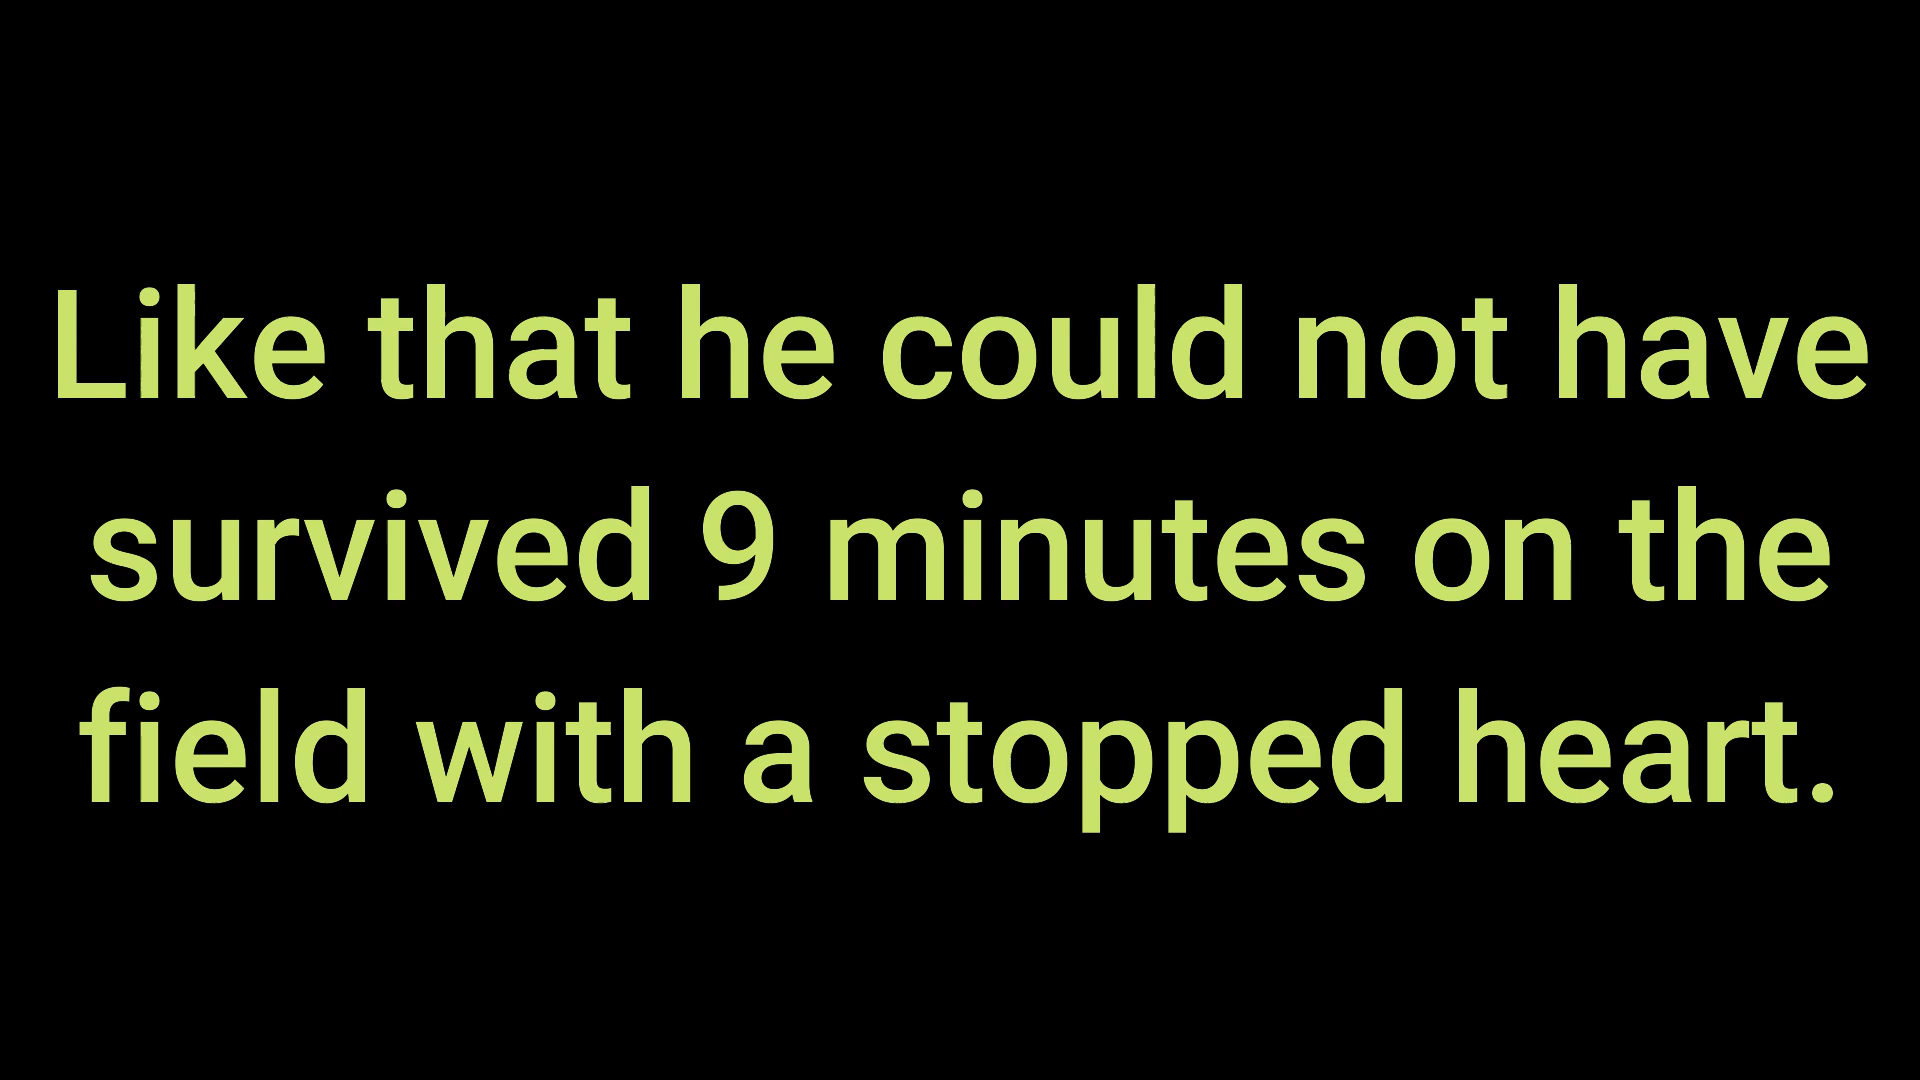 Like that he could not have
survived 9 minutes on the
field with a stopped heart.